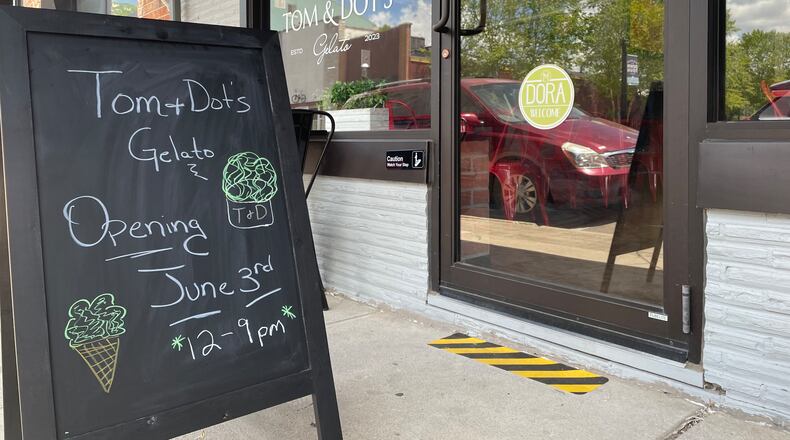 Tom + Dot's
Gelato
T & D
Opening
June 3rd
*12-9pm*
TOM & DOT'S
ESTD Gelato 2023
Caution
Watch Your Step
DORA
WELCOME